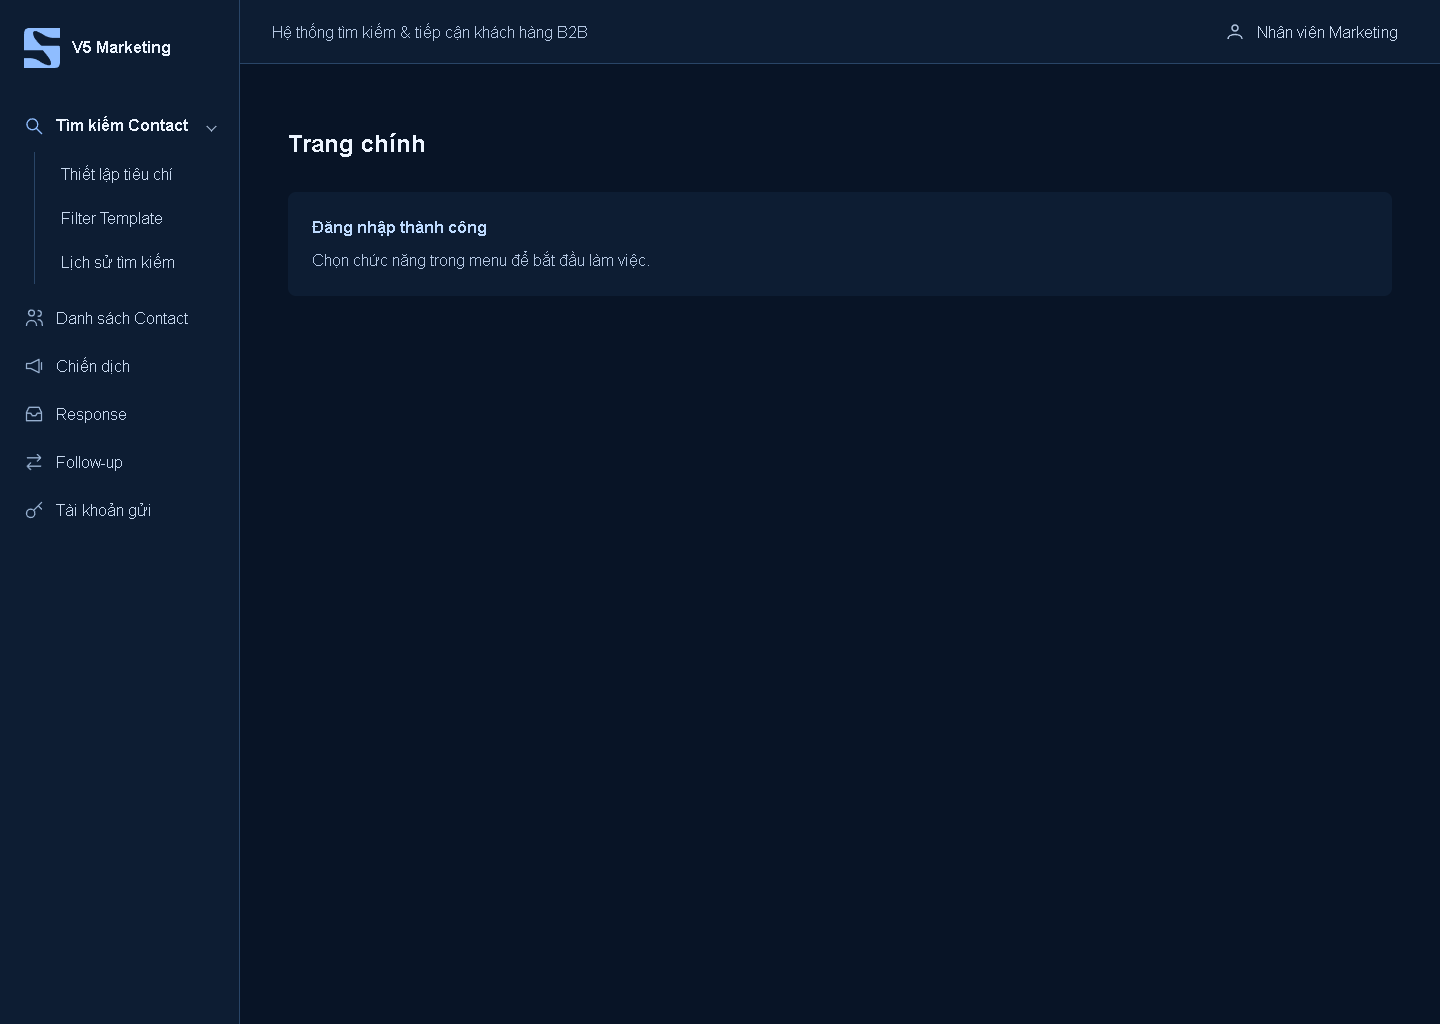 V5 Marketing
Hệ thống tìm kiếm & tiếp cận khách hàng B2B
Nhân viên Marketing
Tìm kiếm Contact
Thiết lập tiêu chí
Filter Template
Lịch sử tìm kiếm
Danh sách Contact
Chiến dịch
Response
Follow-up
Tài khoản gửi
Trang chính
Đăng nhập thành công
Chọn chức năng trong menu để bắt đầu làm việc.